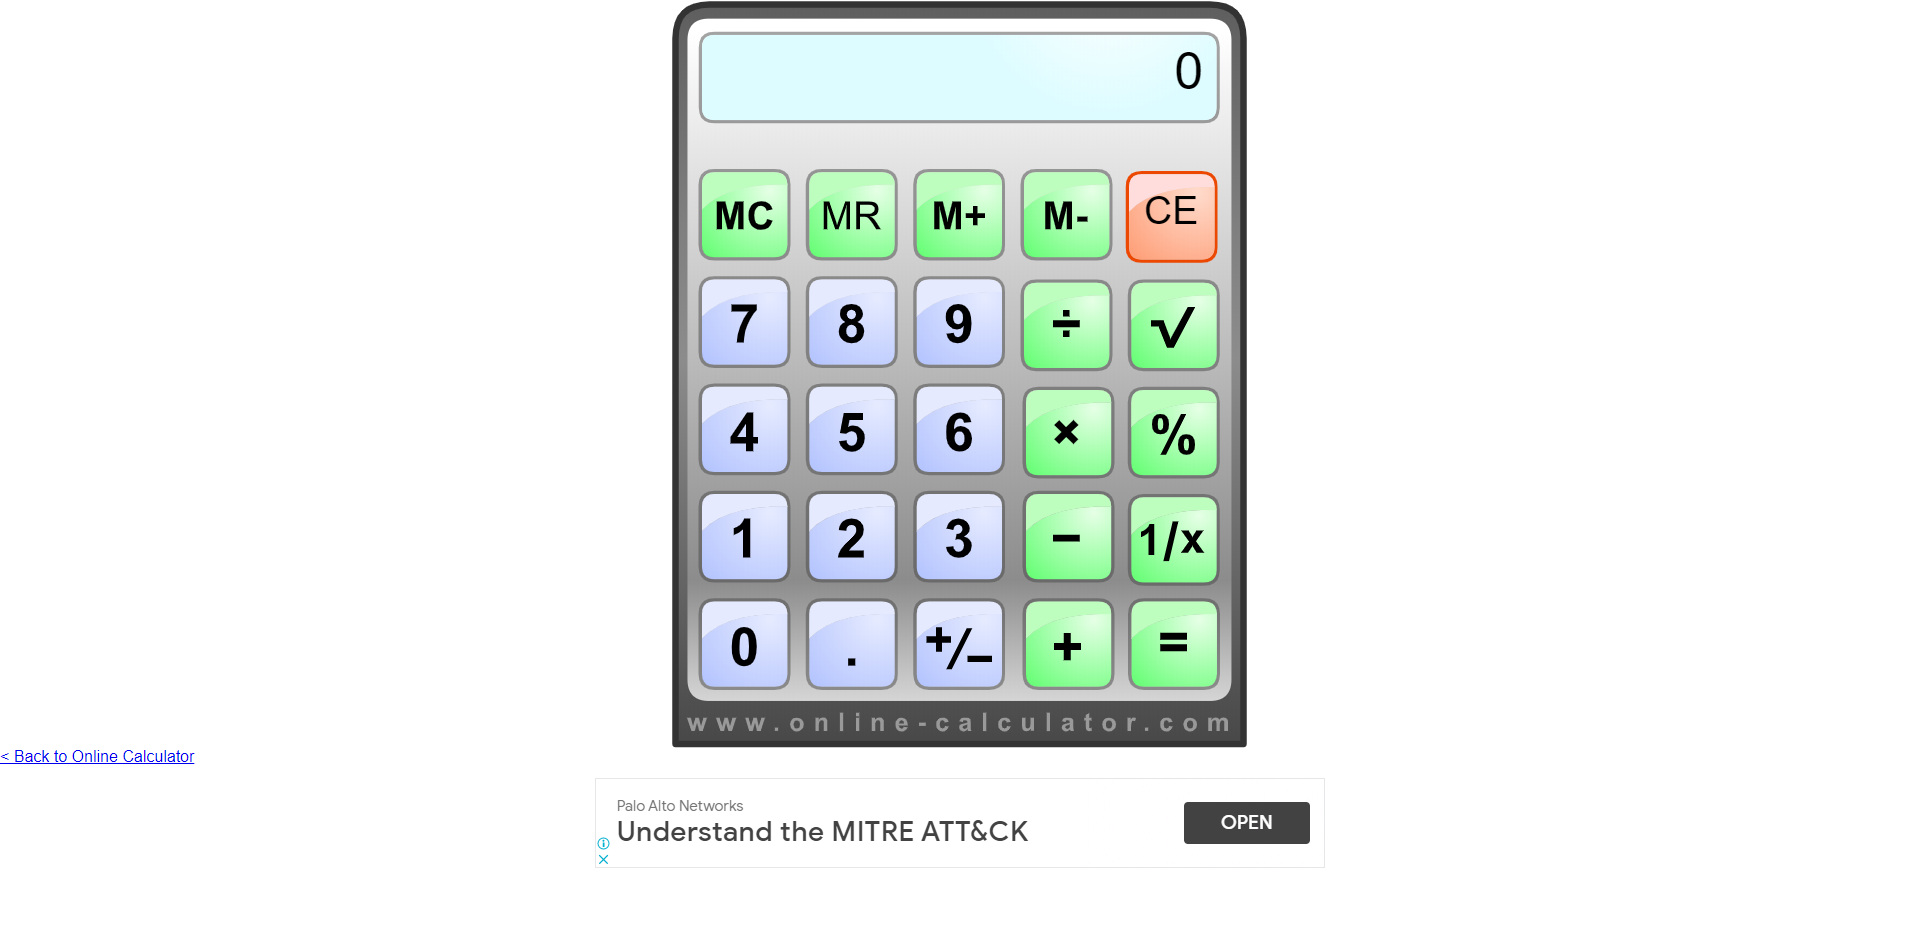 0
MC MR M+ M- CE
7 8 9 ÷ √
4 5 6 × %
1 2 3 − 1/x
0 . +/− + =
www.online-calculator.com
< Back to Online Calculator
Palo Alto Networks
Understand the MITRE ATT&CK
OPEN